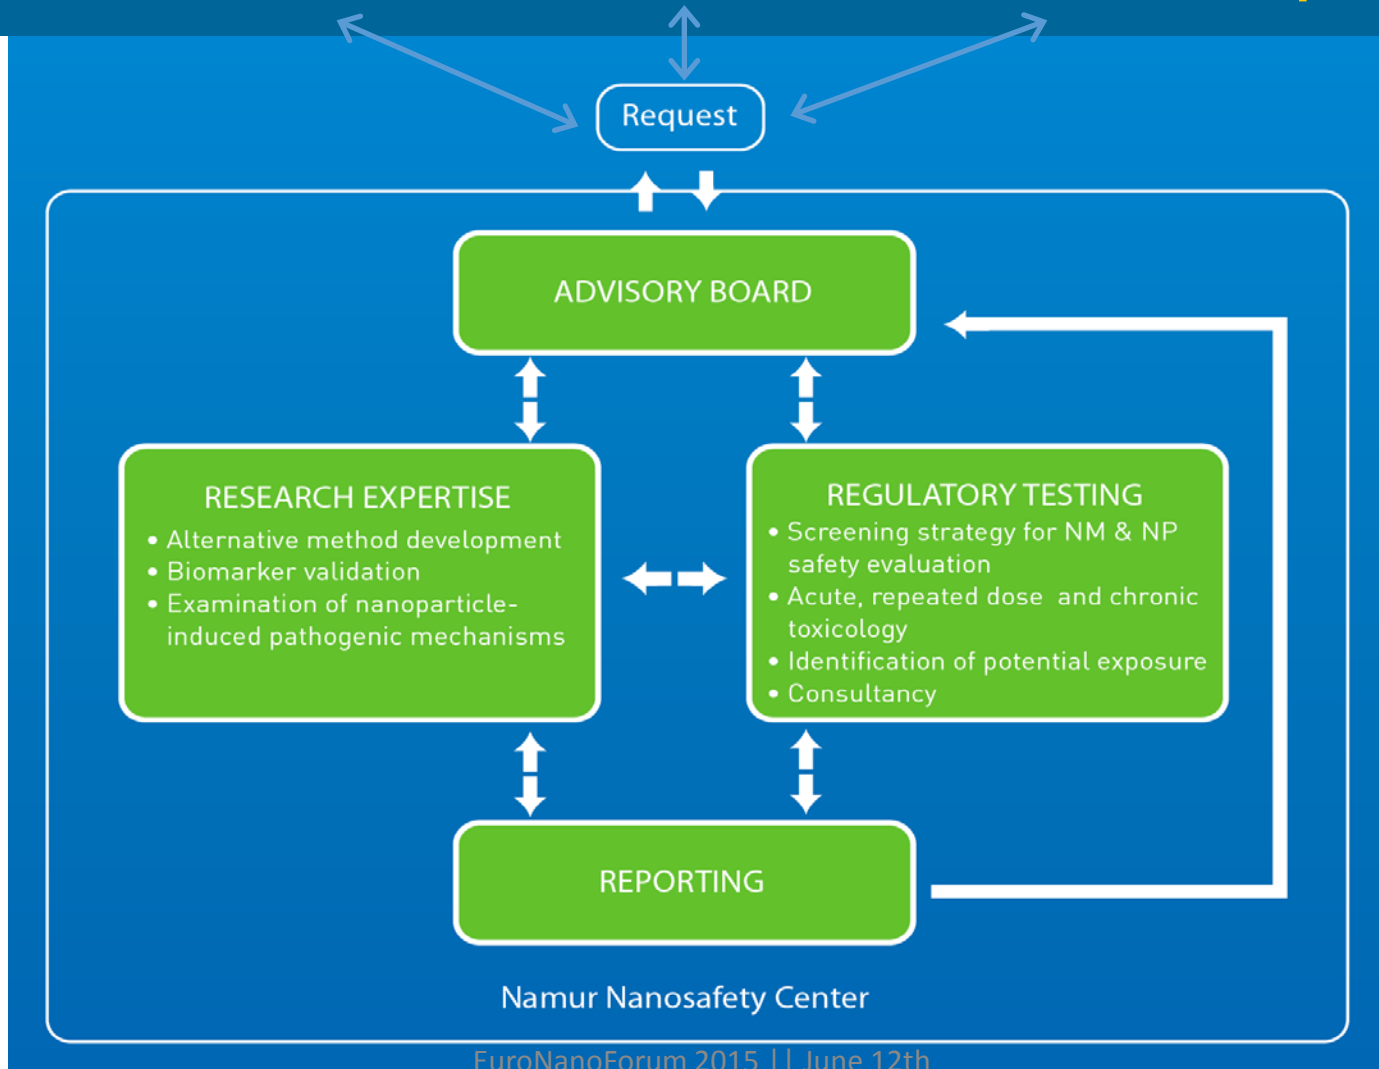 Request
ADVISORY BOARD
RESEARCH EXPERTISE
• Alternative method development
• Biomarker validation
• Examination of nanoparticle-
induced pathogenic mechanisms
REGULATORY TESTING
• Screening strategy for NM & NP
safety evaluation
• Acute, repeated dose and chronic
toxicology
• Identification of potential exposure
• Consultancy
REPORTING
Namur Nanosafety Center
EuroNanoForum 2015 || June 12th